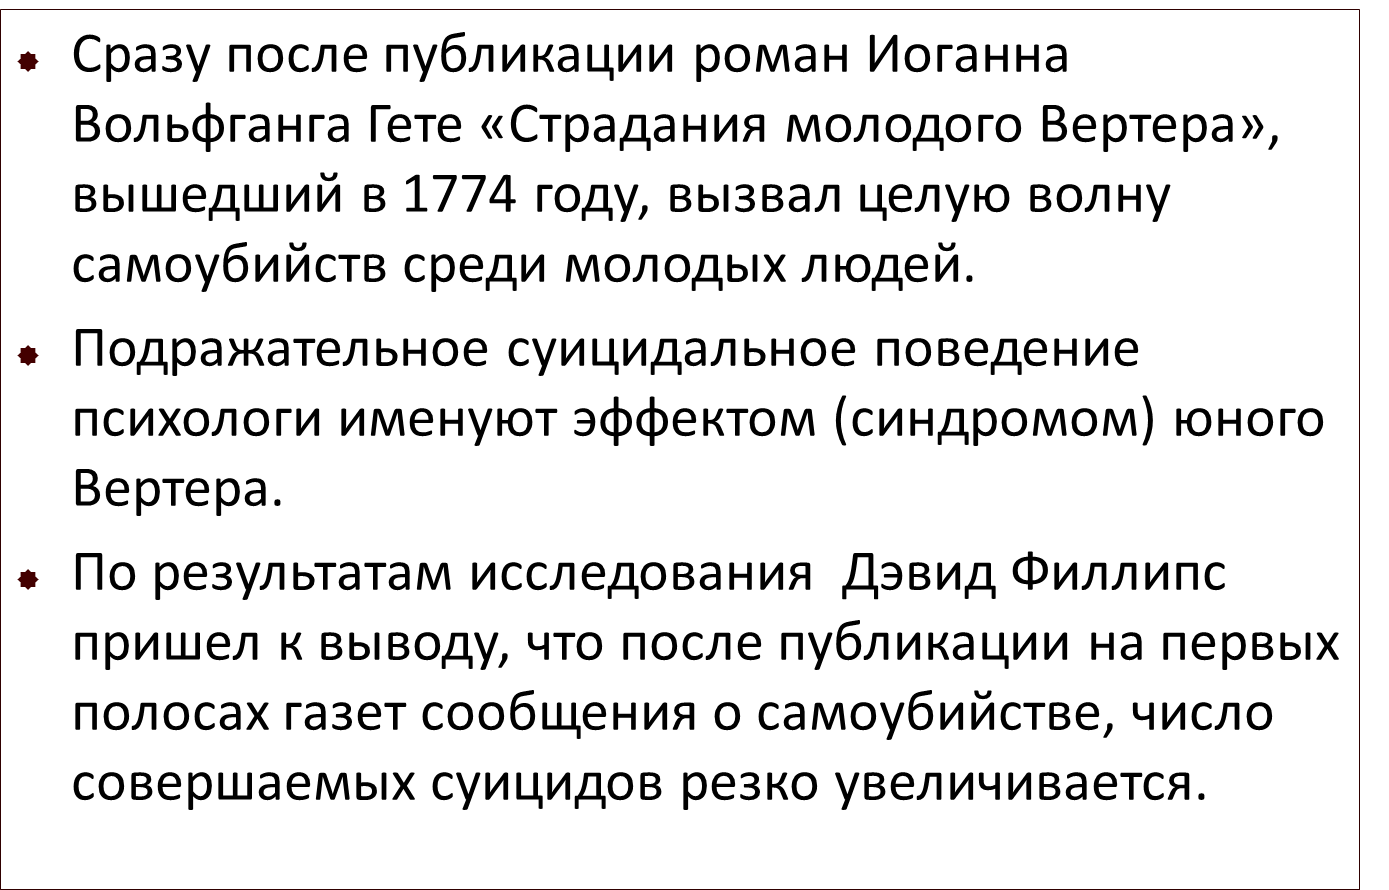 Сразу после публикации роман Иоганна
Вольфганга Гете «Страдания молодого Вертера»,
вышедший в 1774 году, вызвал целую волну
самоубийств среди молодых людей.
Подражательное суицидальное поведение
психологи именуют эффектом (синдромом) юного
Вертера.
По результатам исследования  Дэвид Филлипс
пришел к выводу, что после публикации на первых
полосах газет сообщения о самоубийстве, число
совершаемых суицидов резко увеличивается.